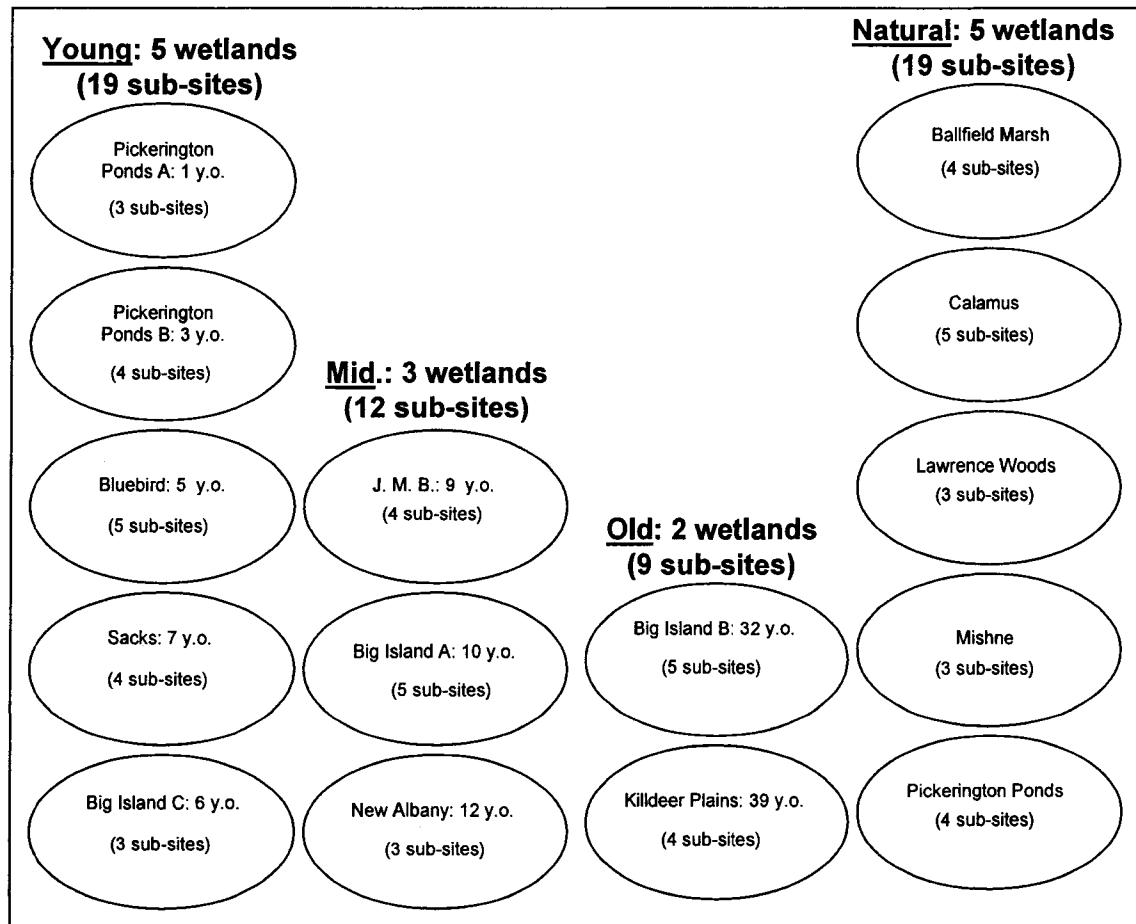 Young: 5 wetlands
(19 sub-sites)
Pickerington
Ponds A: 1 y.o.
(3 sub-sites)
Pickerington
Ponds B: 3 y.o.
(4 sub-sites)
Bluebird: 5 y.o.
(5 sub-sites)
Sacks: 7 y.o.
(4 sub-sites)
Big Island C: 6 y.o.
(3 sub-sites)
Mid.: 3 wetlands
(12 sub-sites)
J. M. B.: 9 y.o.
(4 sub-sites)
Big Island A: 10 y.o.
(5 sub-sites)
New Albany: 12 y.o.
(3 sub-sites)
Old: 2 wetlands
(9 sub-sites)
Big Island B: 32 y.o.
(5 sub-sites)
Killdeer Plains: 39 y.o.
(4 sub-sites)
Natural: 5 wetlands
(19 sub-sites)
Ballfield Marsh
(4 sub-sites)
Calamus
(5 sub-sites)
Lawrence Woods
(3 sub-sites)
Mishne
(3 sub-sites)
Pickerington Ponds
(4 sub-sites)